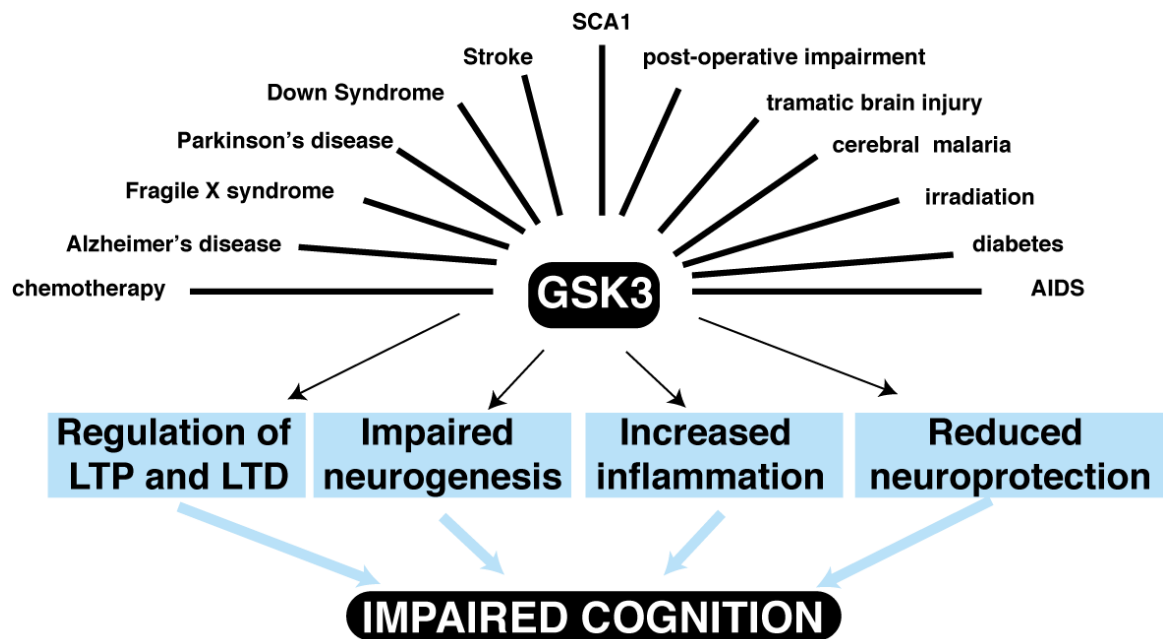 SCA1
Stroke
post-operative impairment
Down Syndrome
tramatic brain injury
Parkinson's disease
cerebral malaria
Fragile X syndrome
irradiation
Alzheimer's disease
diabetes
chemotherapy
GSK3
AIDS
Regulation of
LTP and LTD
Impaired
neurogenesis
Increased
inflammation
Reduced
neuroprotection
IMPAIRED COGNITION